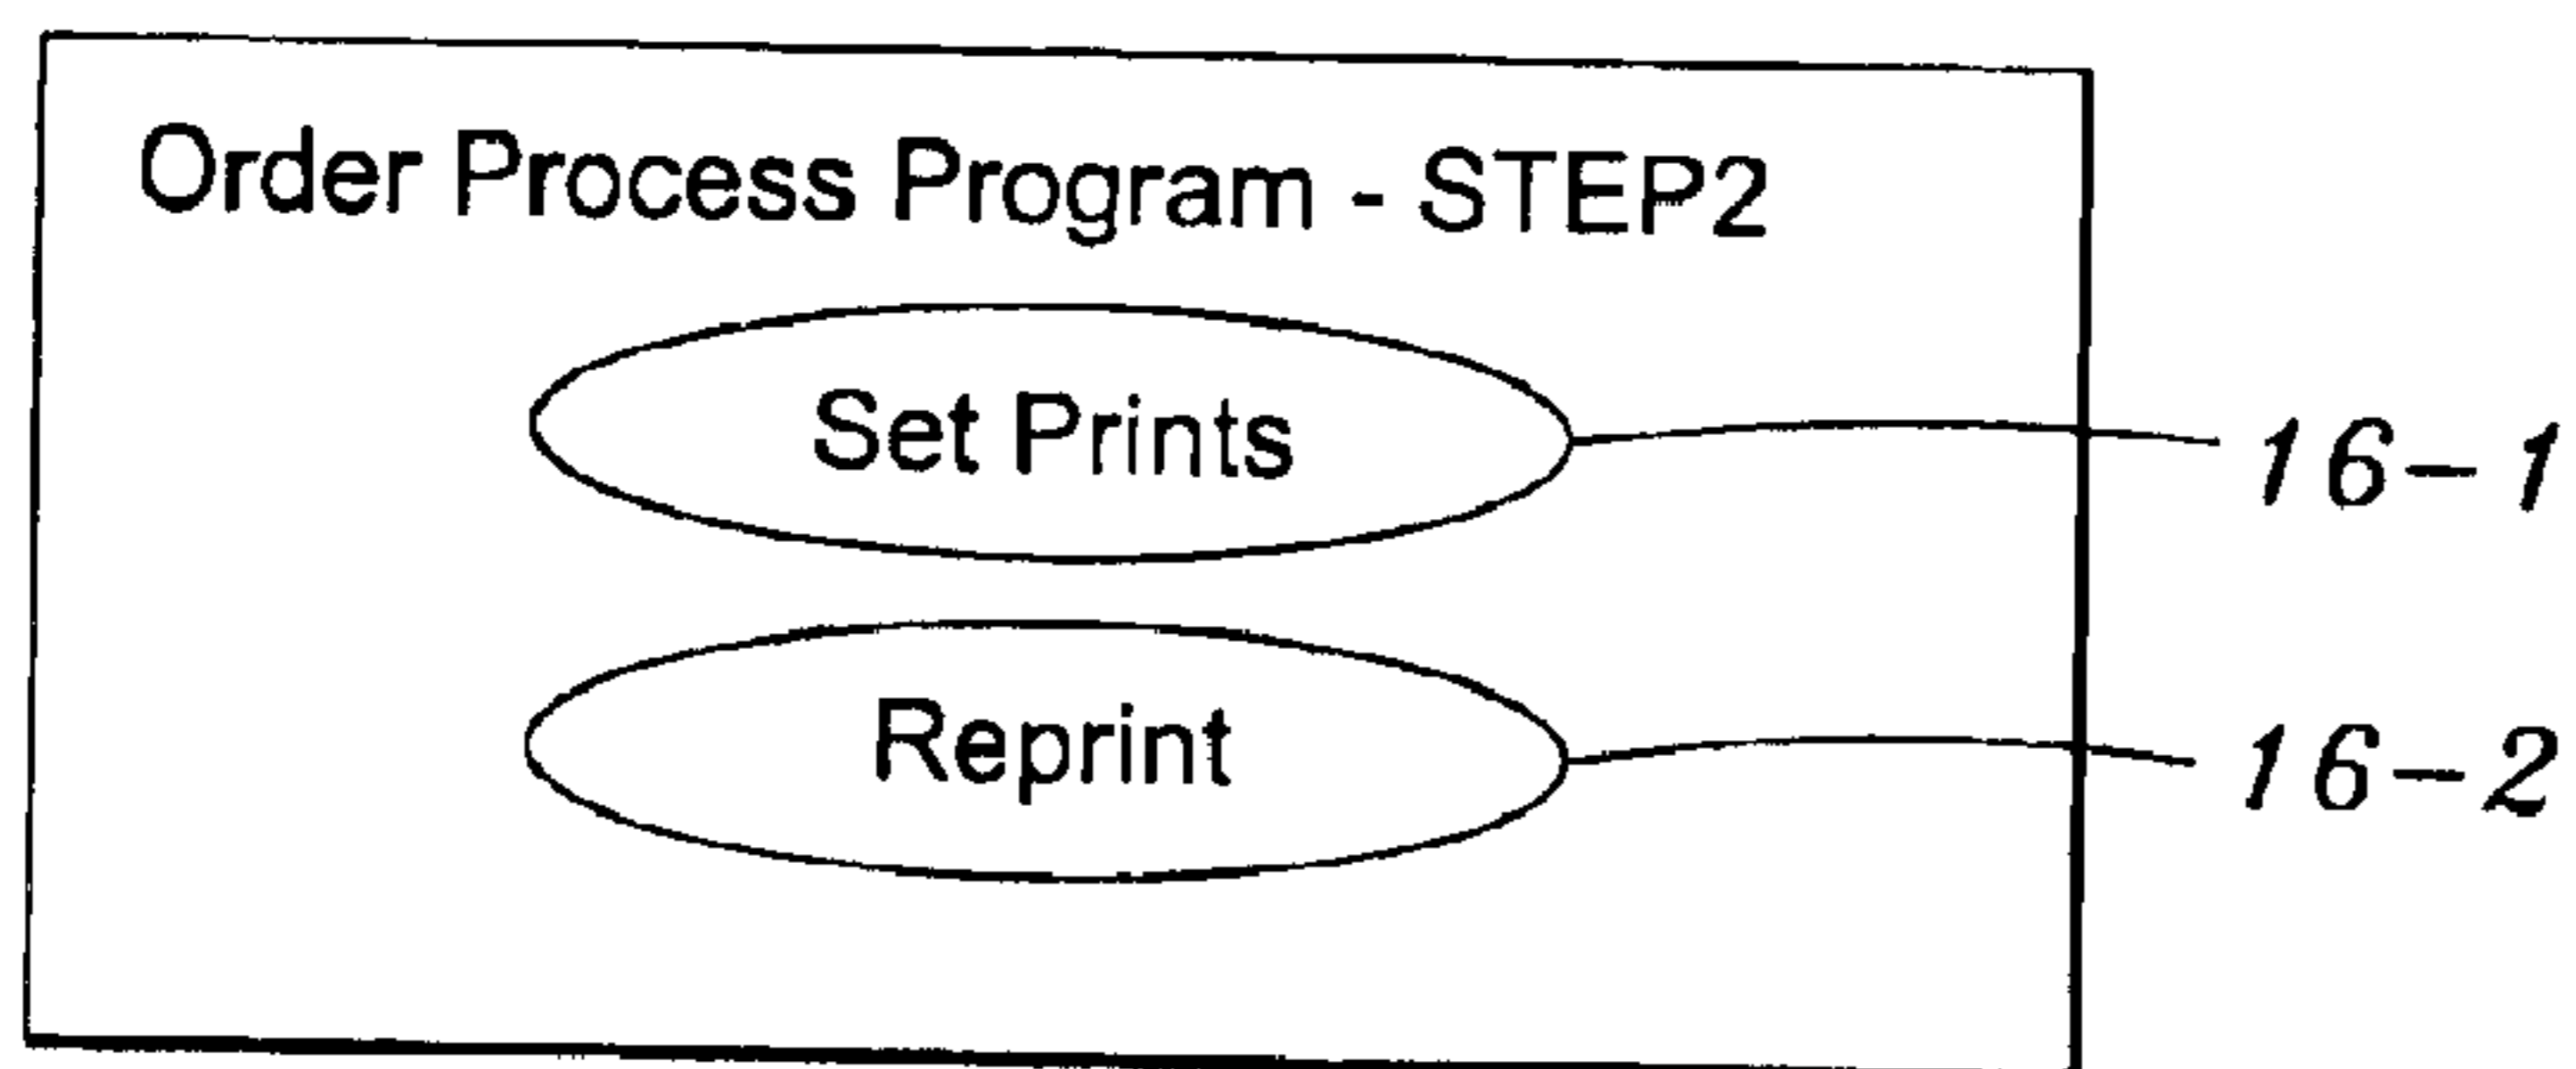 Order Process Program - STEP2
Set Prints
16-1
Reprint
16-2